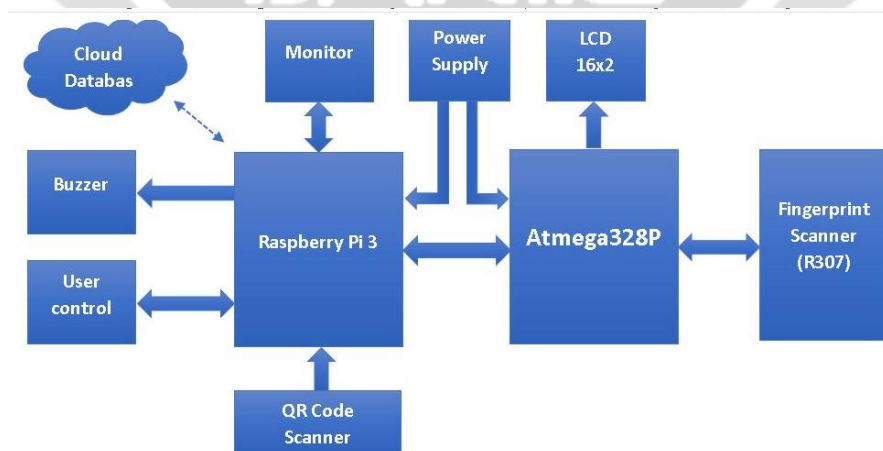 Cloud
Databas
Monitor
Power
Supply
LCD
16x2
Buzzer
Raspberry Pi 3
Atmega328P
Fingerprint
Scanner
(R307)
User
control
QR Code
Scanner